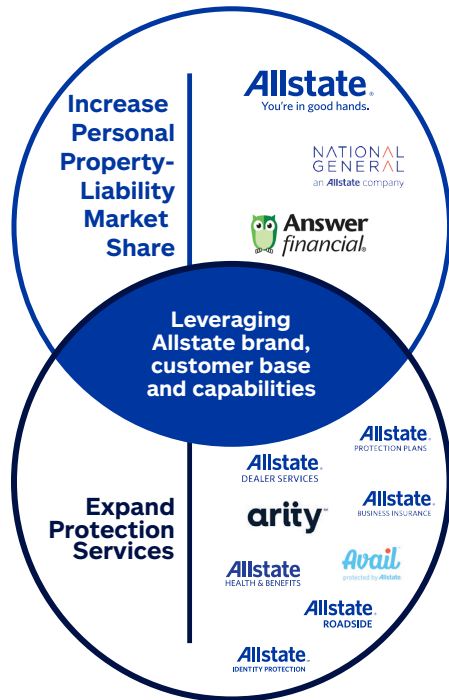 Increase
Personal
Property-
Liability
Market
Share
Allstate®
You're in good hands.
NATIONAL
GENERAL
an Allstate company
Answer
financial®
Leveraging
Allstate brand,
customer base
and capabilities
Expand
Protection
Services
Allstate®
PROTECTION PLANS
Allstate®
DEALER SERVICES
Allstate®
BUSINESS INSURANCE
arity™
Avail™
protected by Allstate
Allstate
HEALTH & BENEFITS
Allstate®
ROADSIDE
Allstate®
IDENTITY PROTECTION